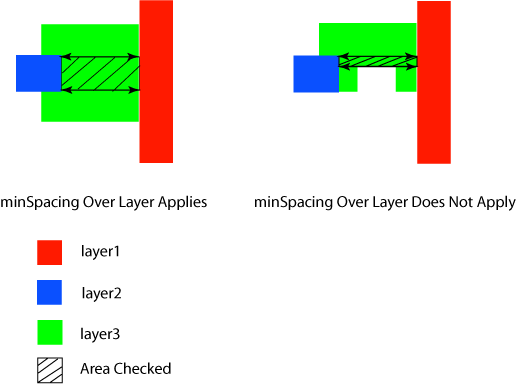 minSpacing Over Layer Applies
minSpacing Over Layer Does Not Apply
layer1
layer2
layer3
Area Checked